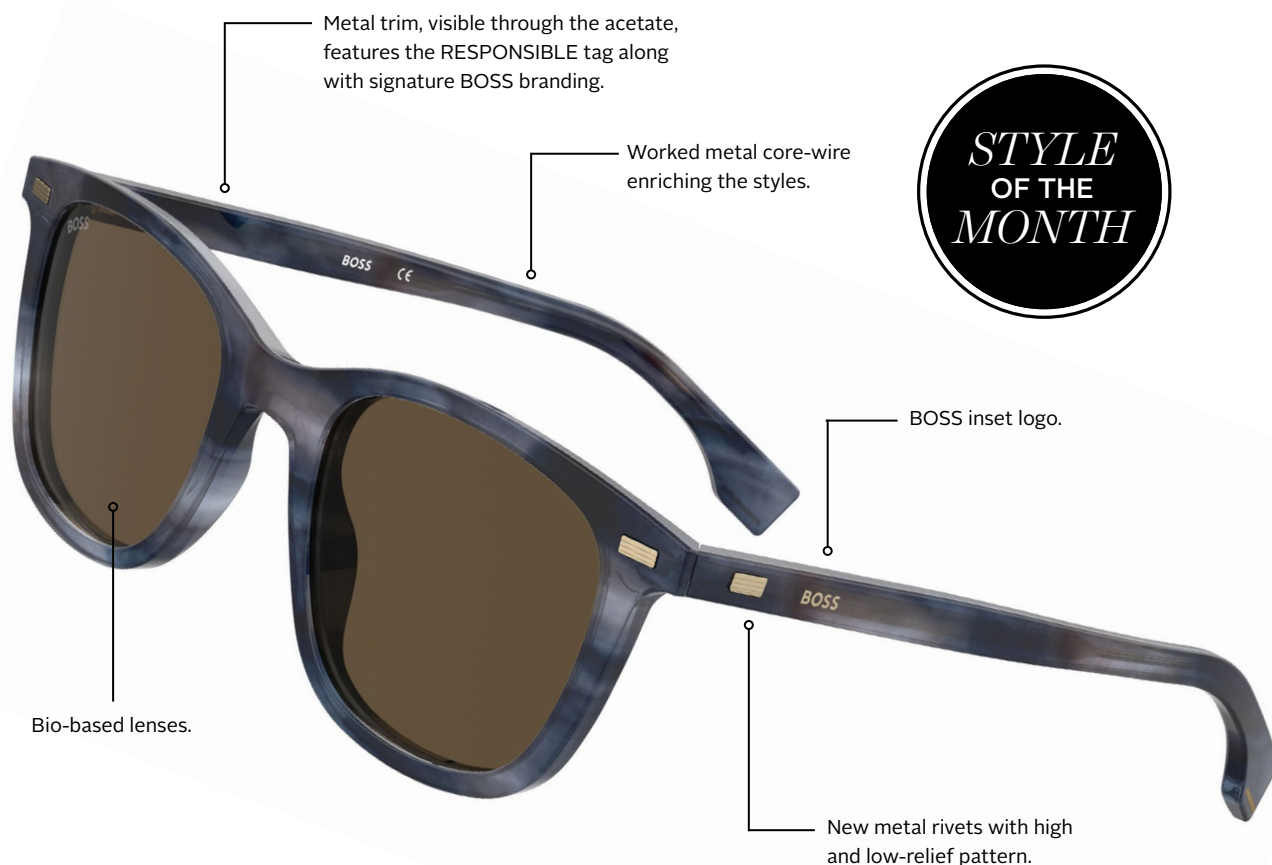 Metal trim, visible through the acetate,
features the RESPONSIBLE tag along
with signature BOSS branding.
Worked metal core-wire
enriching the styles.
STYLE
OF THE
MONTH
BOSS
BOSS CE
BOSS inset logo.
BOSS
Bio-based lenses.
New metal rivets with high
and low-relief pattern.